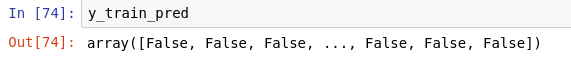 In [74]: y_train_pred
Out[74]: array([False, False, False, ..., False, False, False])